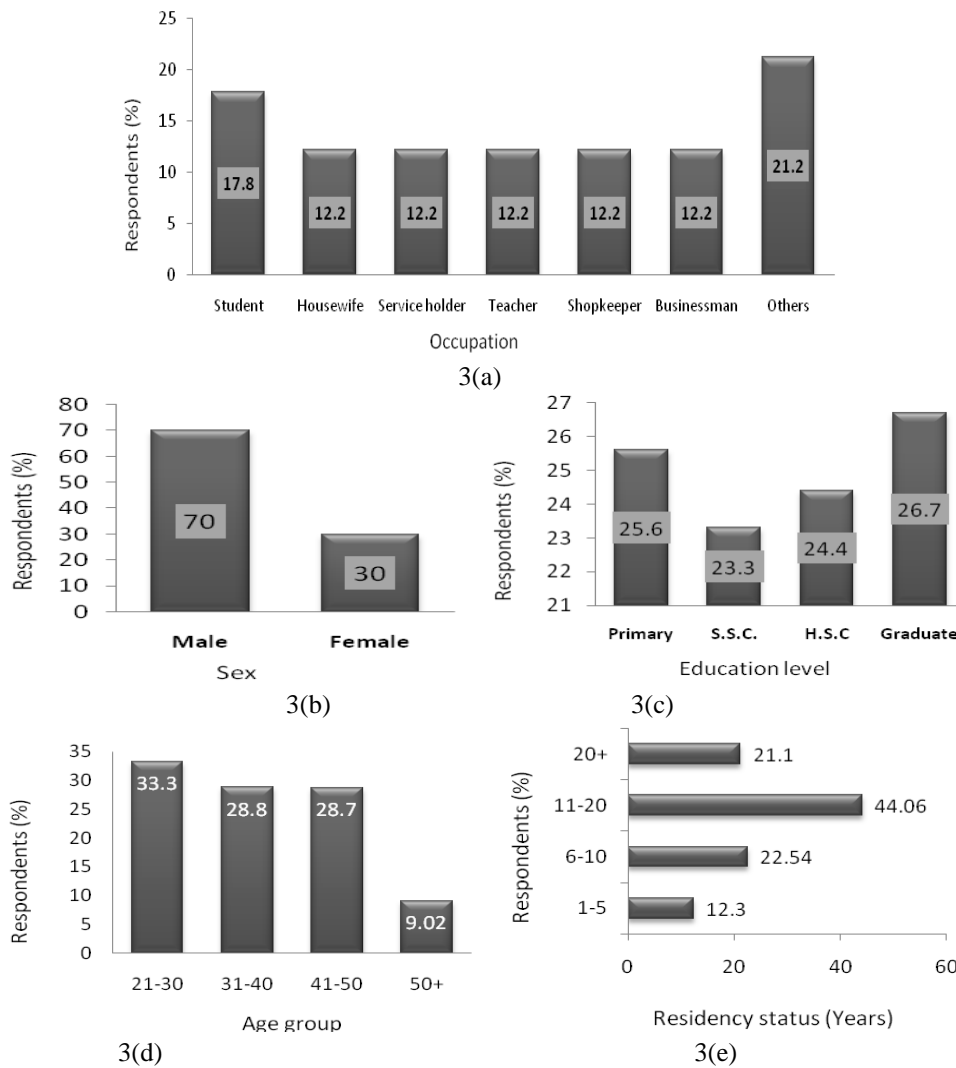 25
20
15
10
5
0
Respondents (%)
17.8
12.2
12.2
12.2
12.2
12.2
21.2
Student Housewife Service holder Teacher Shopkeeper Businessman Others
Occupation
3(a)
80
70
60
50
40
30
20
10
0
Respondents (%)
70
30
Male Female
Sex
3(b)
27
26
25
24
23
22
21
Respondents (%)
25.6
23.3
24.4
26.7
Primary S.S.C. H.S.C Graduate
Education level
3(c)
35
30
25
20
15
10
5
0
Respondents (%)
33.3
28.8
28.7
9.02
21-30 31-40 41-50 50+
Age group
3(d)
Respondents (%)
20+ 21.1
11-20 44.06
6-10 22.54
1-5 12.3
0 20 40 60
Residency status (Years)
3(e)